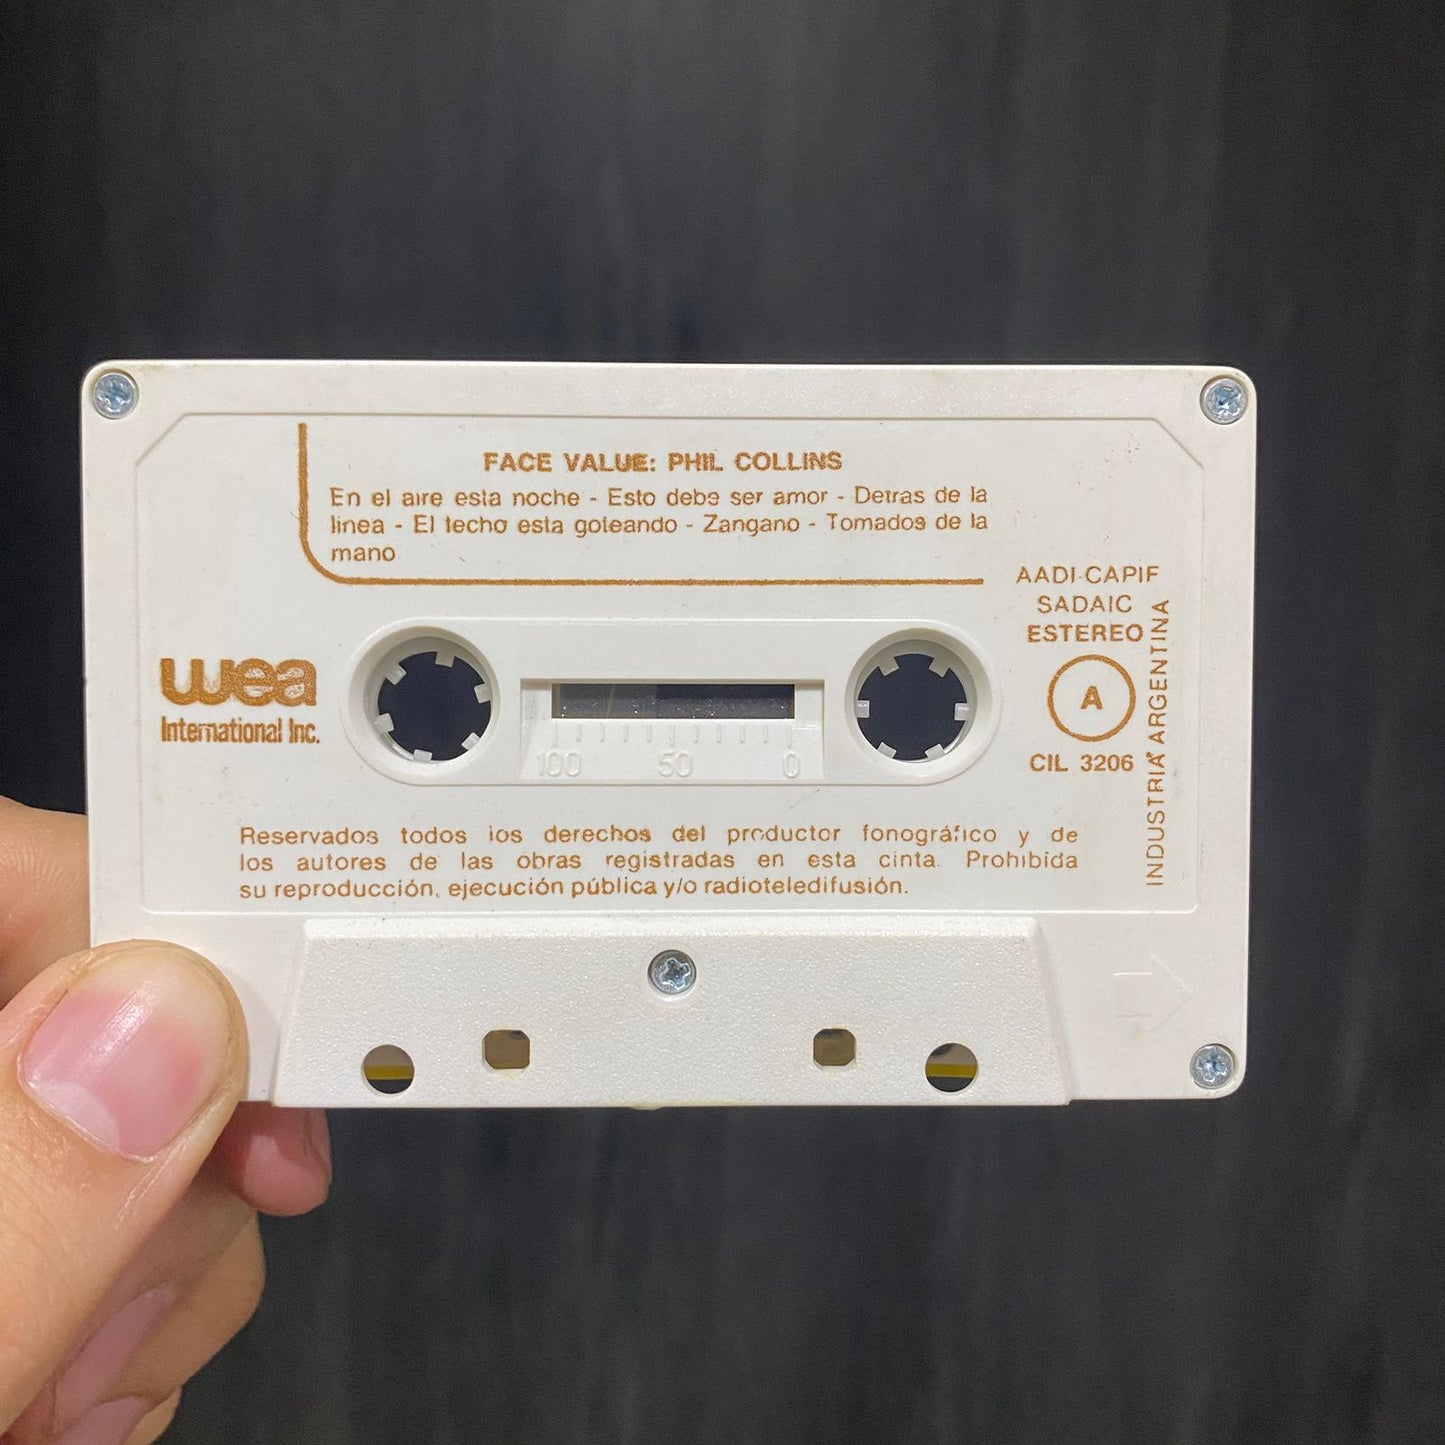 FACE VALUE: PHIL COLLINS
En el aire esta noche - Esto debe ser amor - Detras de la
linea - El techo esta goteando - Zangano - Tomados de la
mano
AADI-CAPIF
SADAIC
ESTEREO
A
CIL 3206
INDUSTRIA ARGENTINA
wea
International Inc.
100 50 0
Reservados todos los derechos del productor fonográfico y de
los autores de las obras registradas en esta cinta. Prohibida
su reproducción, ejecución pública y/o radioteledifusión.